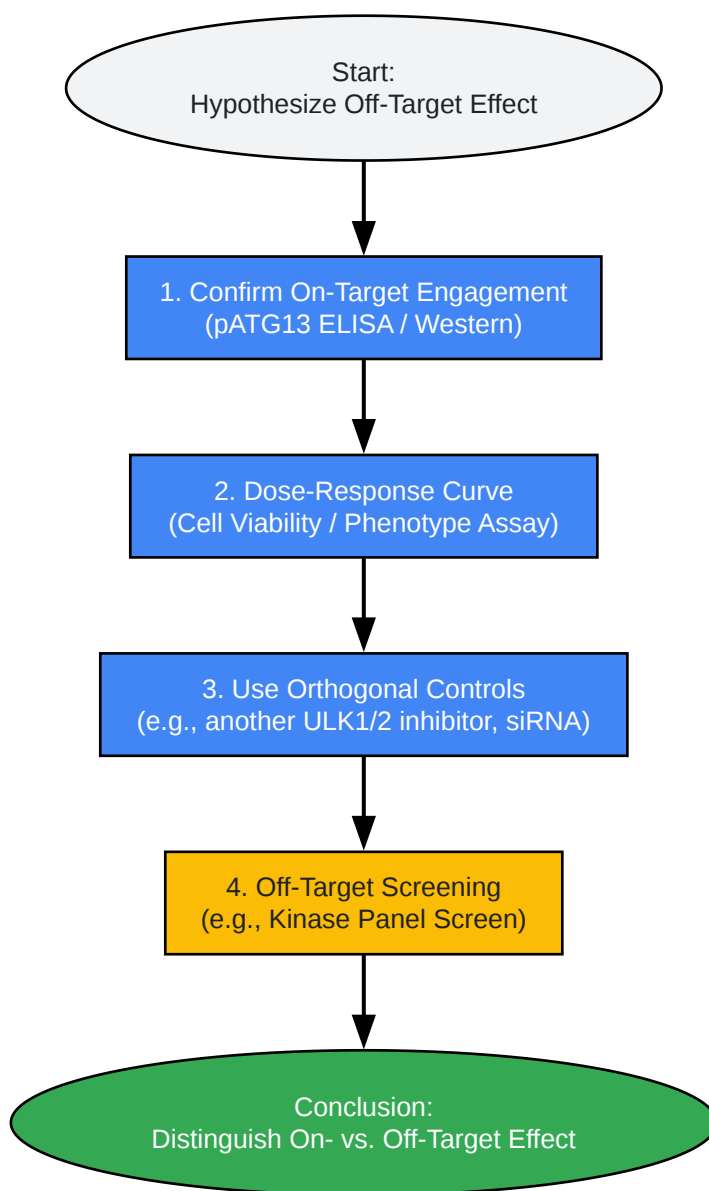 Start:
Hypothesize Off-Target Effect
1. Confirm On-Target Engagement
(pATG13 ELISA / Western)
2. Dose-Response Curve
(Cell Viability / Phenotype Assay)
3. Use Orthogonal Controls
(e.g., another ULK1/2 inhibitor, siRNA)
4. Off-Target Screening
(e.g., Kinase Panel Screen)
Conclusion:
Distinguish On- vs. Off-Target Effect